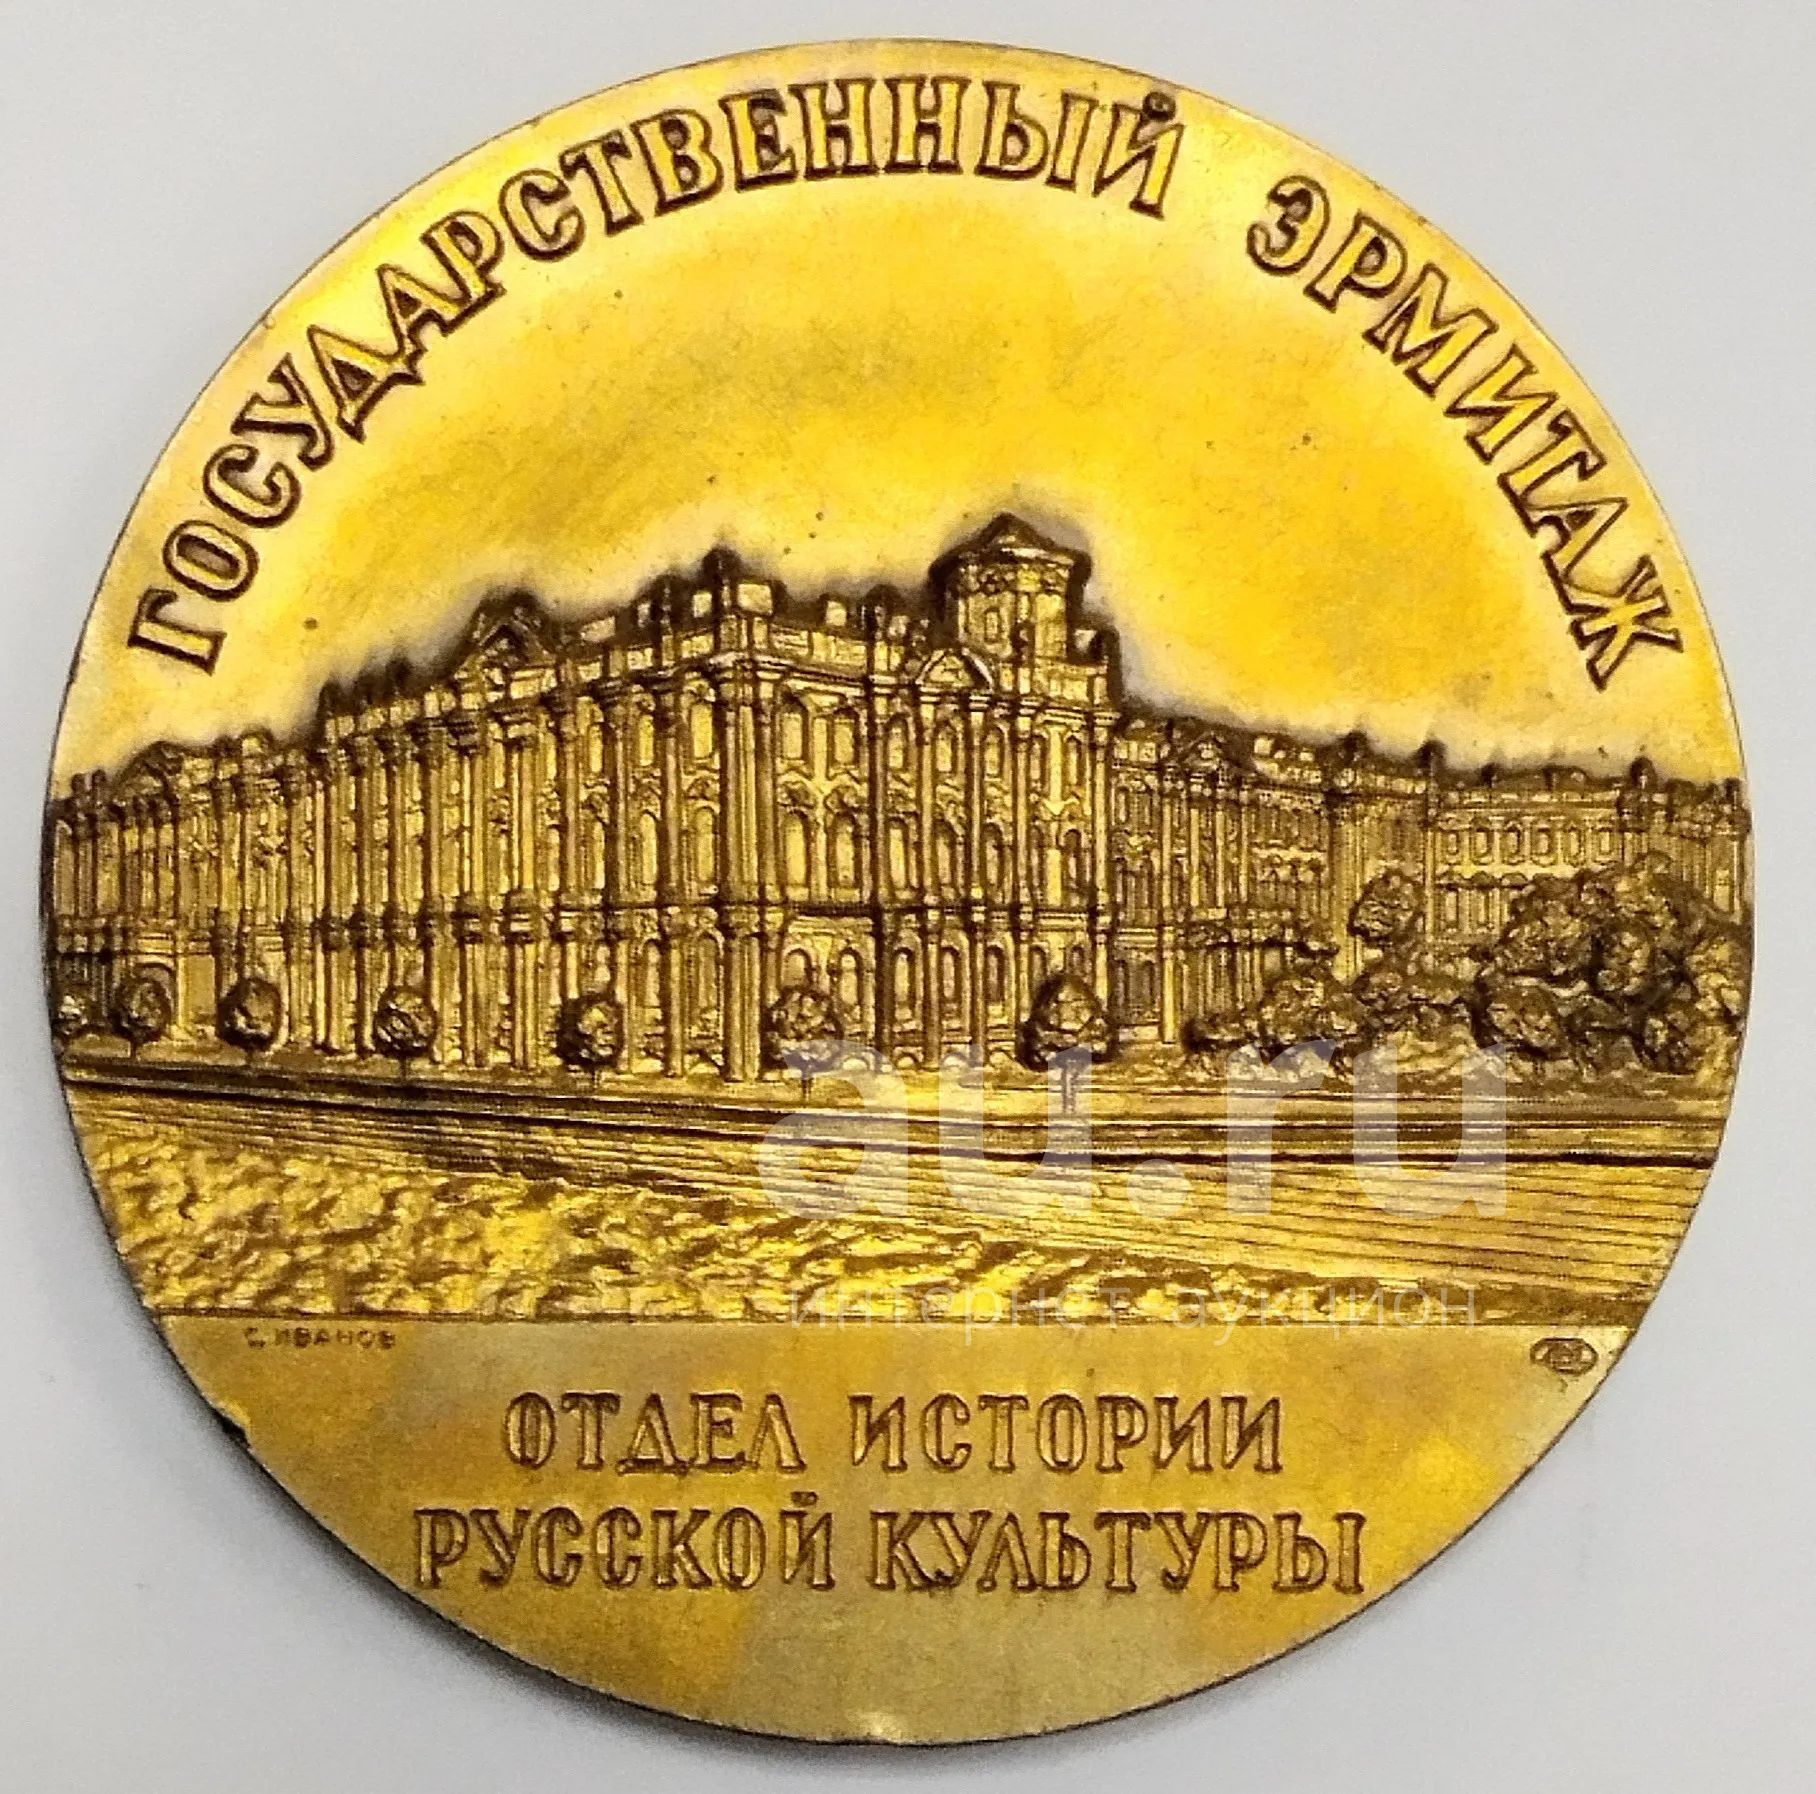 ГОСУДАРСТВЕННЫЙ ЭРМИТАЖ
au.ru
интернет-аукцион
С. ИВАНОВ
ОТДЕЛ ИСТОРИИ
РУССКОЙ КУЛЬТУРЫ